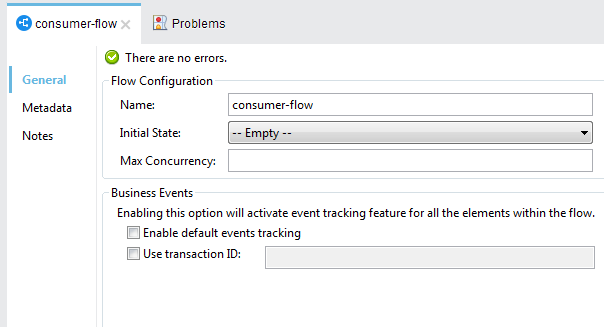 consumer-flow
Problems
There are no errors.
General
Metadata
Notes
Flow Configuration
Name: consumer-flow
Initial State: -- Empty --
Max Concurrency:
Business Events
Enabling this option will activate event tracking feature for all the elements within the flow.
Enable default events tracking
Use transaction ID: